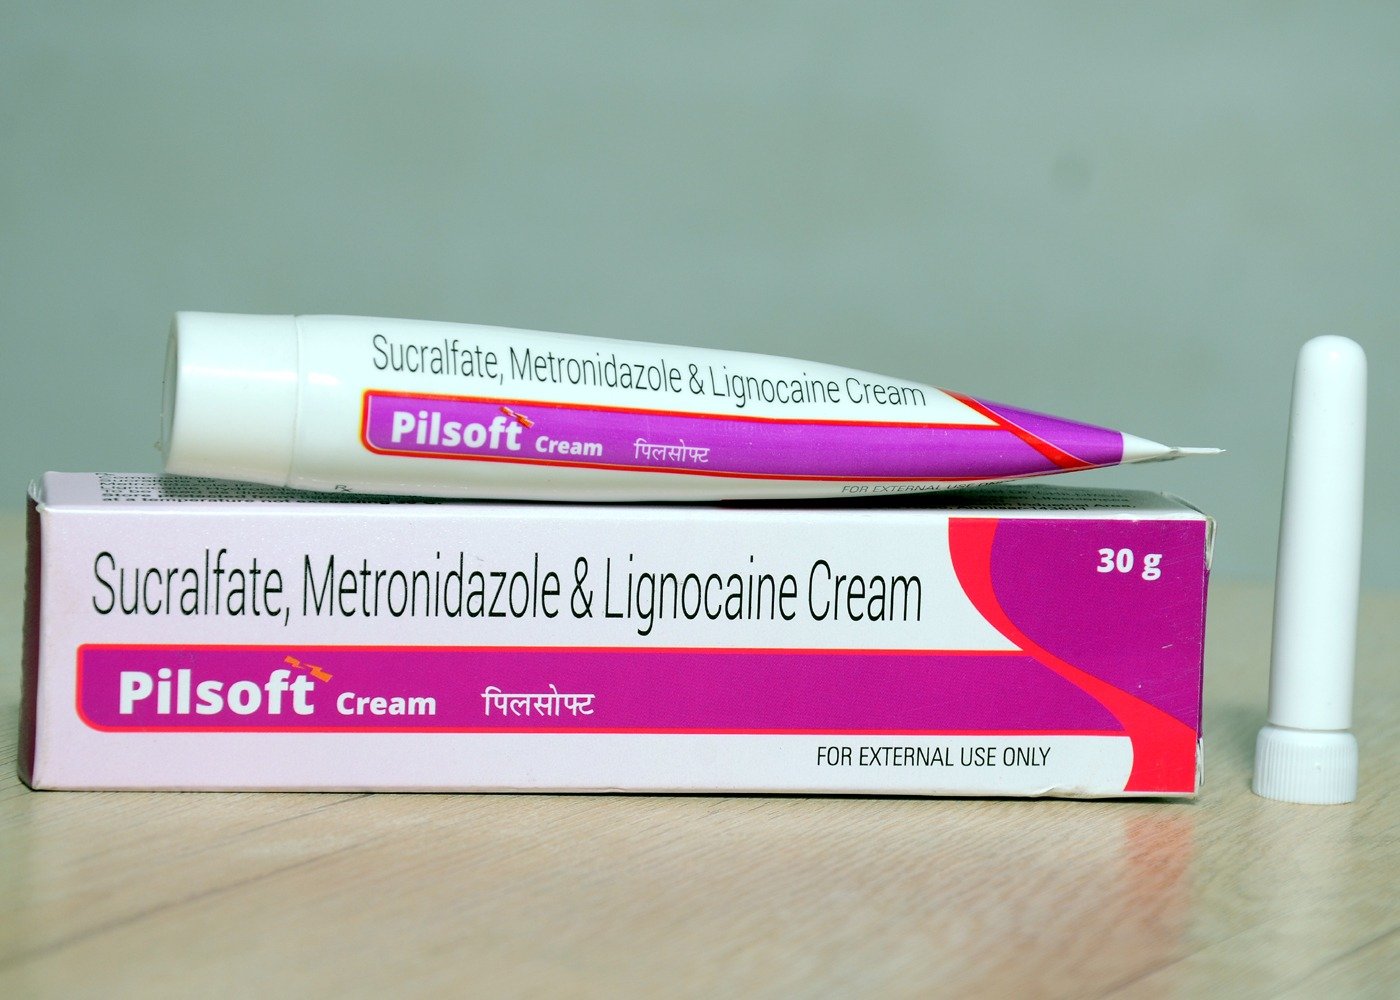 Sucralfate, Metronidazole & Lignocaine Cream
Pilsoft Cream पिलसोफ्ट
Rx
FOR EXTERNAL USE ONLY
Sucralfate, Metronidazole & Lignocaine Cream
30 g
Pilsoft Cream पिलसोफ्ट
FOR EXTERNAL USE ONLY